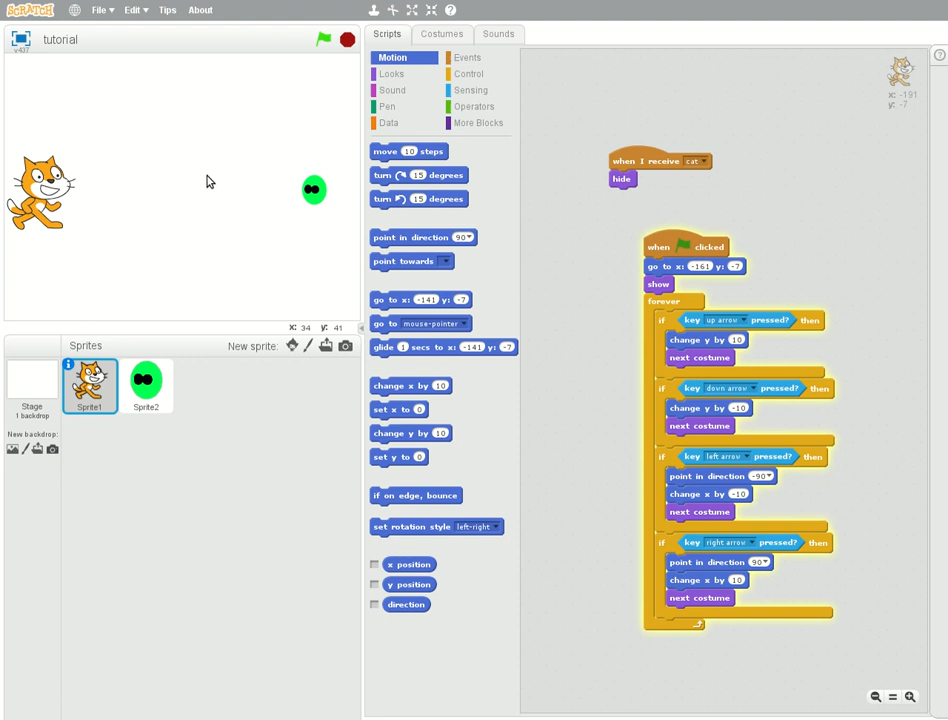 SCRATCH File Edit Tips About
tutorial
v437
x: 34 y: 41
Sprites New sprite:
Stage
1 backdrop
New backdrop:
Sprite1
Sprite2
Scripts Costumes Sounds
Motion Events
Looks Control
Sound Sensing
Pen Operators
Data More Blocks
move 10 steps
turn 15 degrees
turn 15 degrees
point in direction 90
point towards
go to x: -141 y: -7
go to mouse-pointer
glide 1 secs to x: -141 y: -7
change x by 10
set x to 0
change y by 10
set y to 0
if on edge, bounce
set rotation style left-right
x position
y position
direction
x: -191
y: -7
when I receive cat
hide
when clicked
go to x: -161 y: -7
show
forever
if key up arrow pressed? then
change y by 10
next costume
if key down arrow pressed? then
change y by -10
next costume
if key left arrow pressed? then
point in direction -90
change x by -10
next costume
if key right arrow pressed? then
point in direction 90
change x by 10
next costume